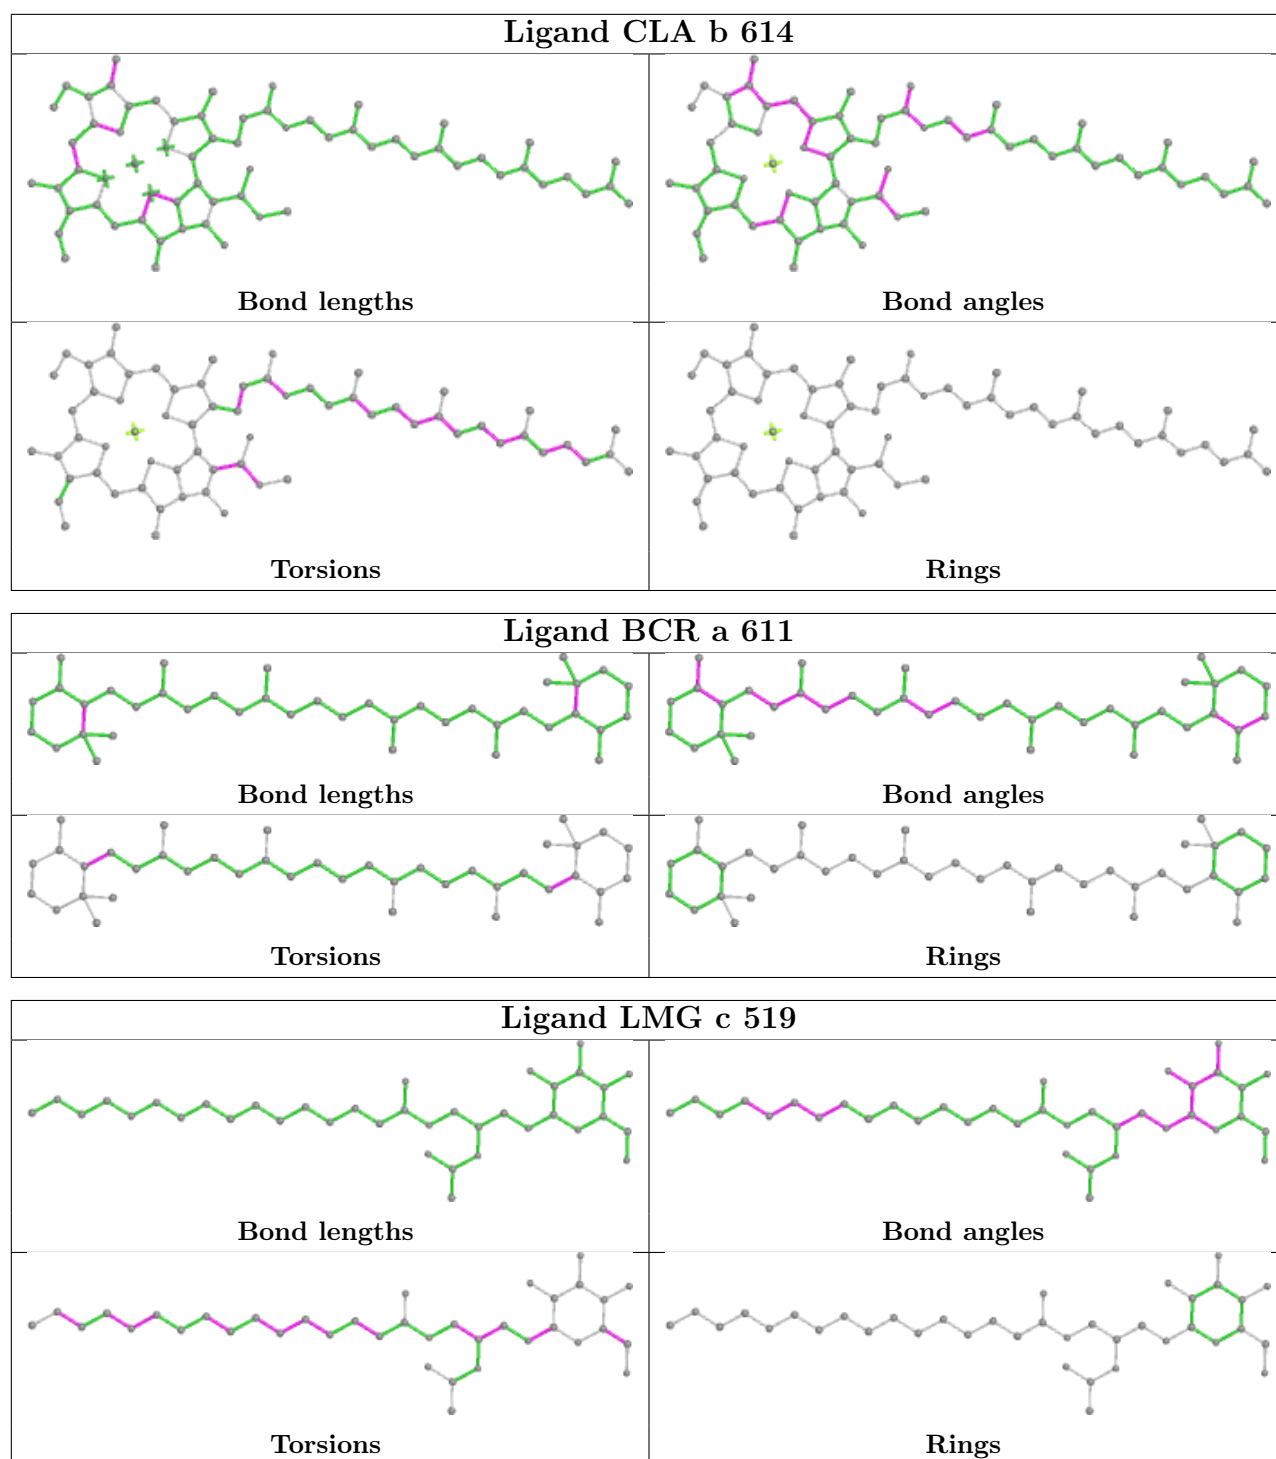 Ligand CLA b 614
Bond lengths
Bond angles
Torsions
Rings
Ligand BCR a 611
Bond lengths
Bond angles
Torsions
Rings
Ligand LMG c 519
Bond lengths
Bond angles
Torsions
Rings